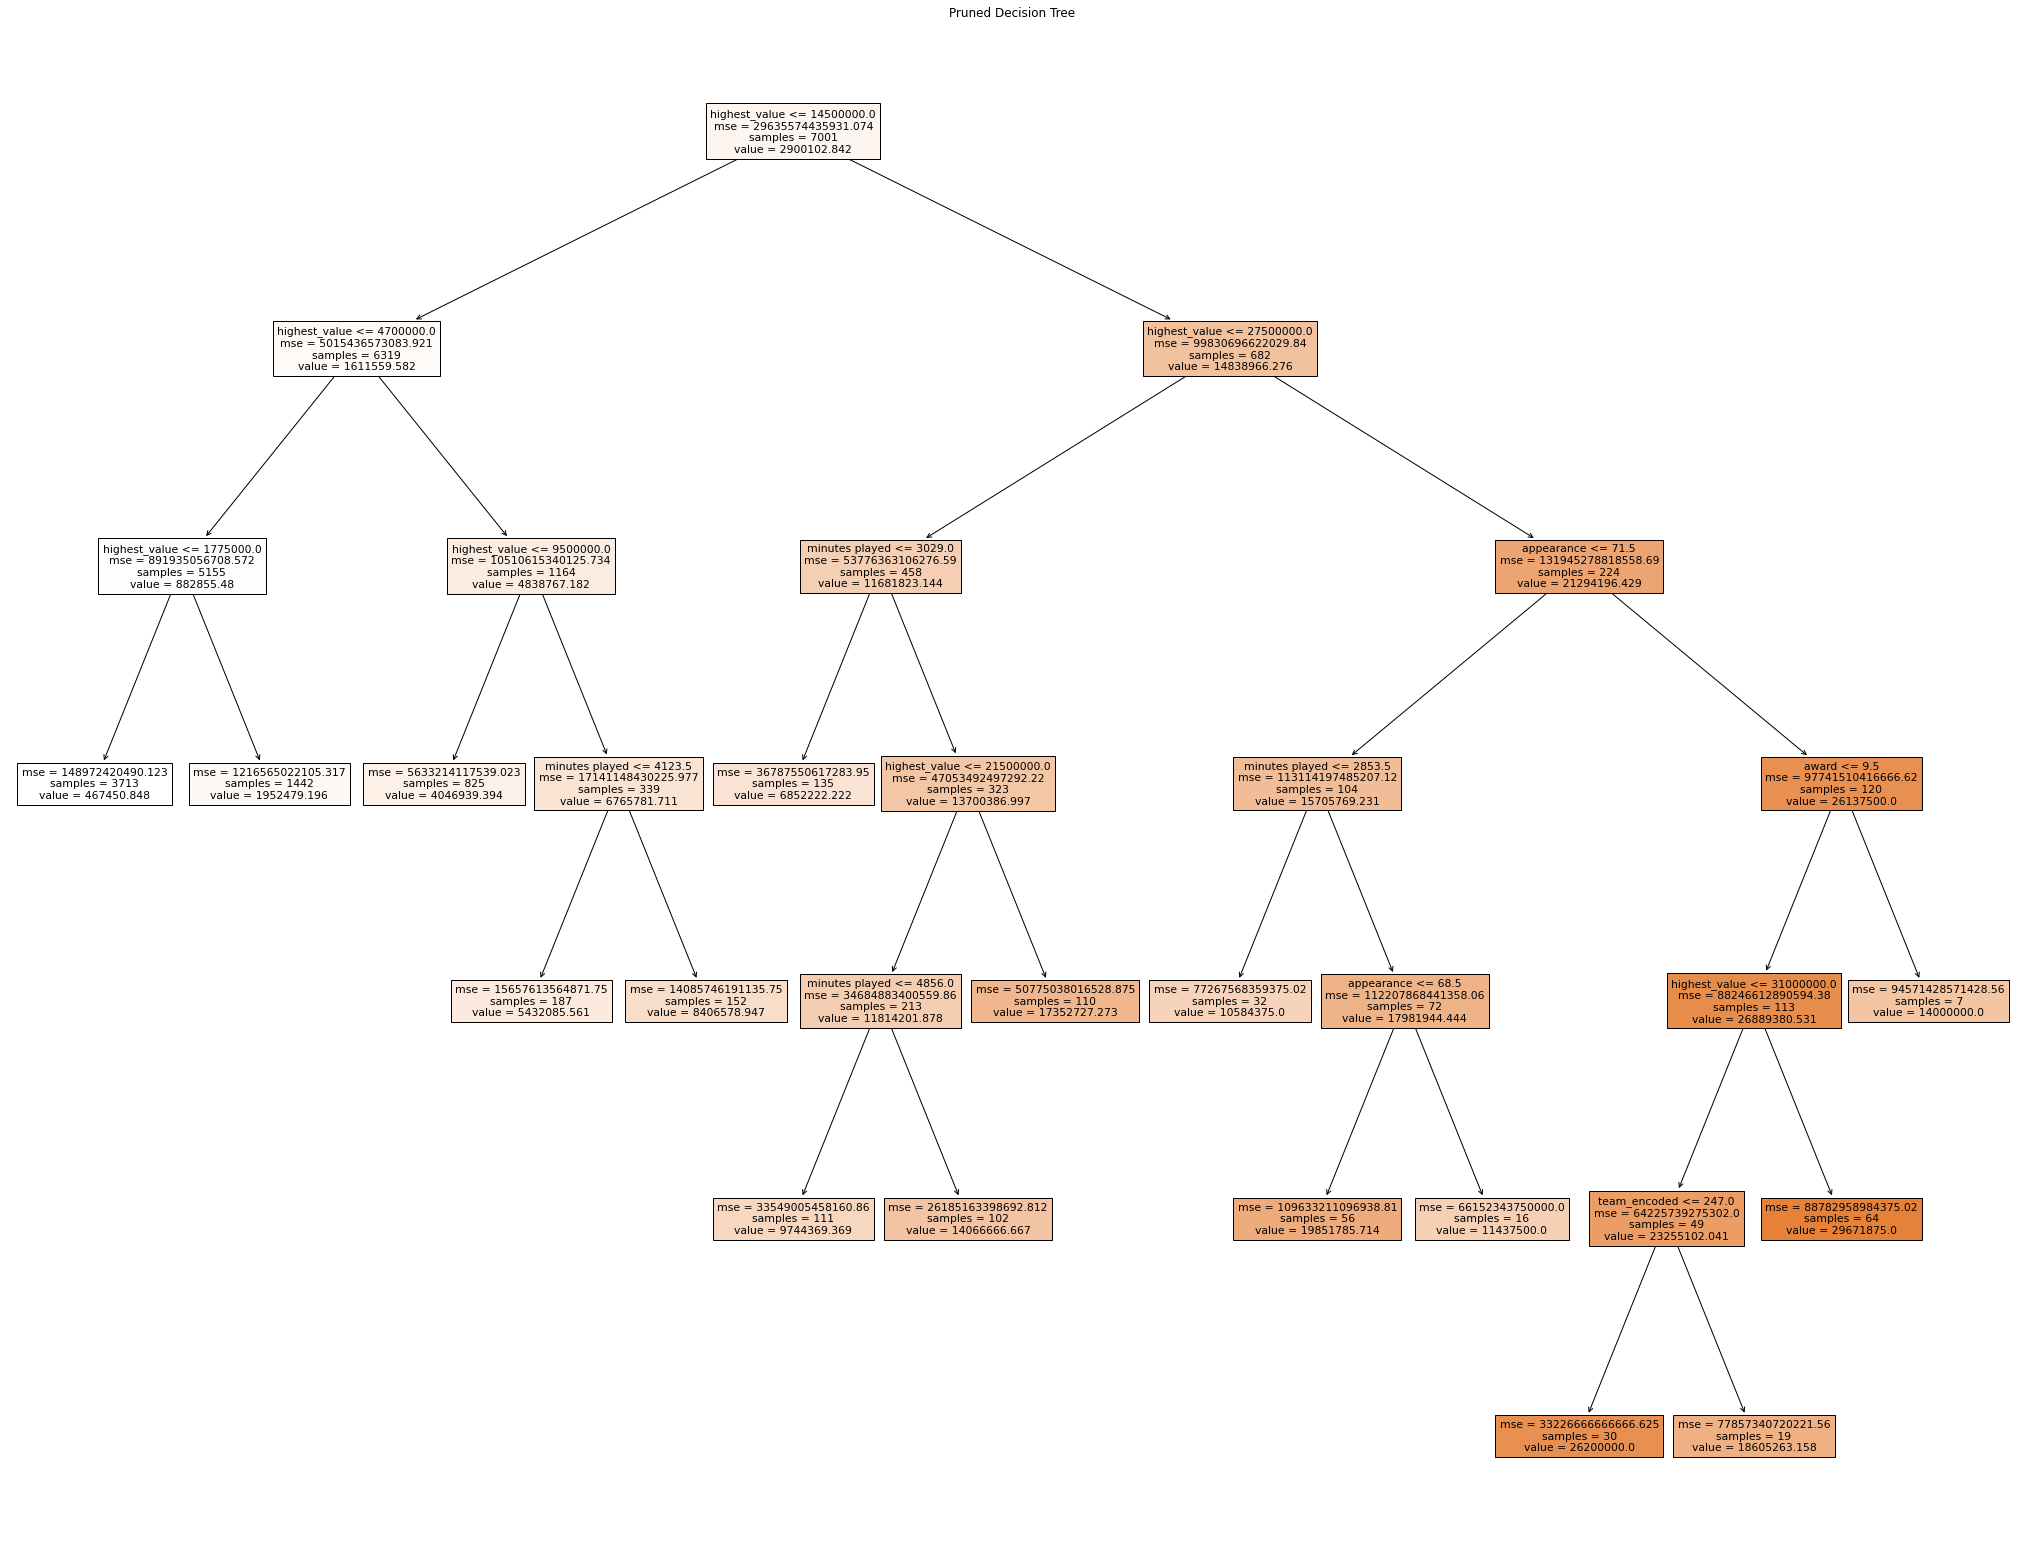 Pruned Decision Tree
highest_value <= 14500000.0
mse = 29635574435931.074
samples = 7001
value = 2900102.842
highest_value <= 4700000.0
mse = 5015436573083.921
samples = 6319
value = 1611559.582
highest_value <= 27500000.0
mse = 99830696622029.84
samples = 682
value = 14838966.276
highest_value <= 1775000.0
mse = 891935056708.572
samples = 5155
value = 882855.48
highest_value <= 9500000.0
mse = 10510615340125.734
samples = 1164
value = 4838767.182
minutes played <= 3029.0
mse = 53776363106276.59
samples = 458
value = 11681823.144
appearance <= 71.5
mse = 131945278818558.69
samples = 224
value = 21294196.429
mse = 148972420490.123
samples = 3713
value = 467450.848
mse = 1216565022105.317
samples = 1442
value = 1952479.196
mse = 5633214117539.023
samples = 825
value = 4046939.394
minutes played <= 4123.5
mse = 17141148430225.977
samples = 339
value = 6765781.711
mse = 36787550617283.95
samples = 135
value = 6852222.222
highest_value <= 21500000.0
mse = 47053492497292.22
samples = 323
value = 13700386.997
minutes played <= 2853.5
mse = 113114197485207.12
samples = 104
value = 15705769.231
award <= 9.5
mse = 97741510416666.62
samples = 120
value = 26137500.0
mse = 15657613564871.75
samples = 187
value = 5432085.561
mse = 14085746191135.75
samples = 152
value = 8406578.947
minutes played <= 4856.0
mse = 34684883400559.86
samples = 213
value = 11814201.878
mse = 50775038016528.875
samples = 110
value = 17352727.273
mse = 77267568359375.02
samples = 32
value = 10584375.0
appearance <= 68.5
mse = 112207868441358.06
samples = 72
value = 17981944.444
highest_value <= 31000000.0
mse = 88246612890594.38
samples = 113
value = 26889380.531
mse = 94571428571428.56
samples = 7
value = 14000000.0
mse = 33549005458160.86
samples = 111
value = 9744369.369
mse = 26185163398692.812
samples = 102
value = 14066666.667
mse = 109633211096938.81
samples = 56
value = 19851785.714
mse = 66152343750000.0
samples = 16
value = 11437500.0
team_encoded <= 247.0
mse = 64225739275302.0
samples = 49
value = 23255102.041
mse = 88782958984375.02
samples = 64
value = 29671875.0
mse = 33226666666666.625
samples = 30
value = 26200000.0
mse = 77857340720221.56
samples = 19
value = 18605263.158